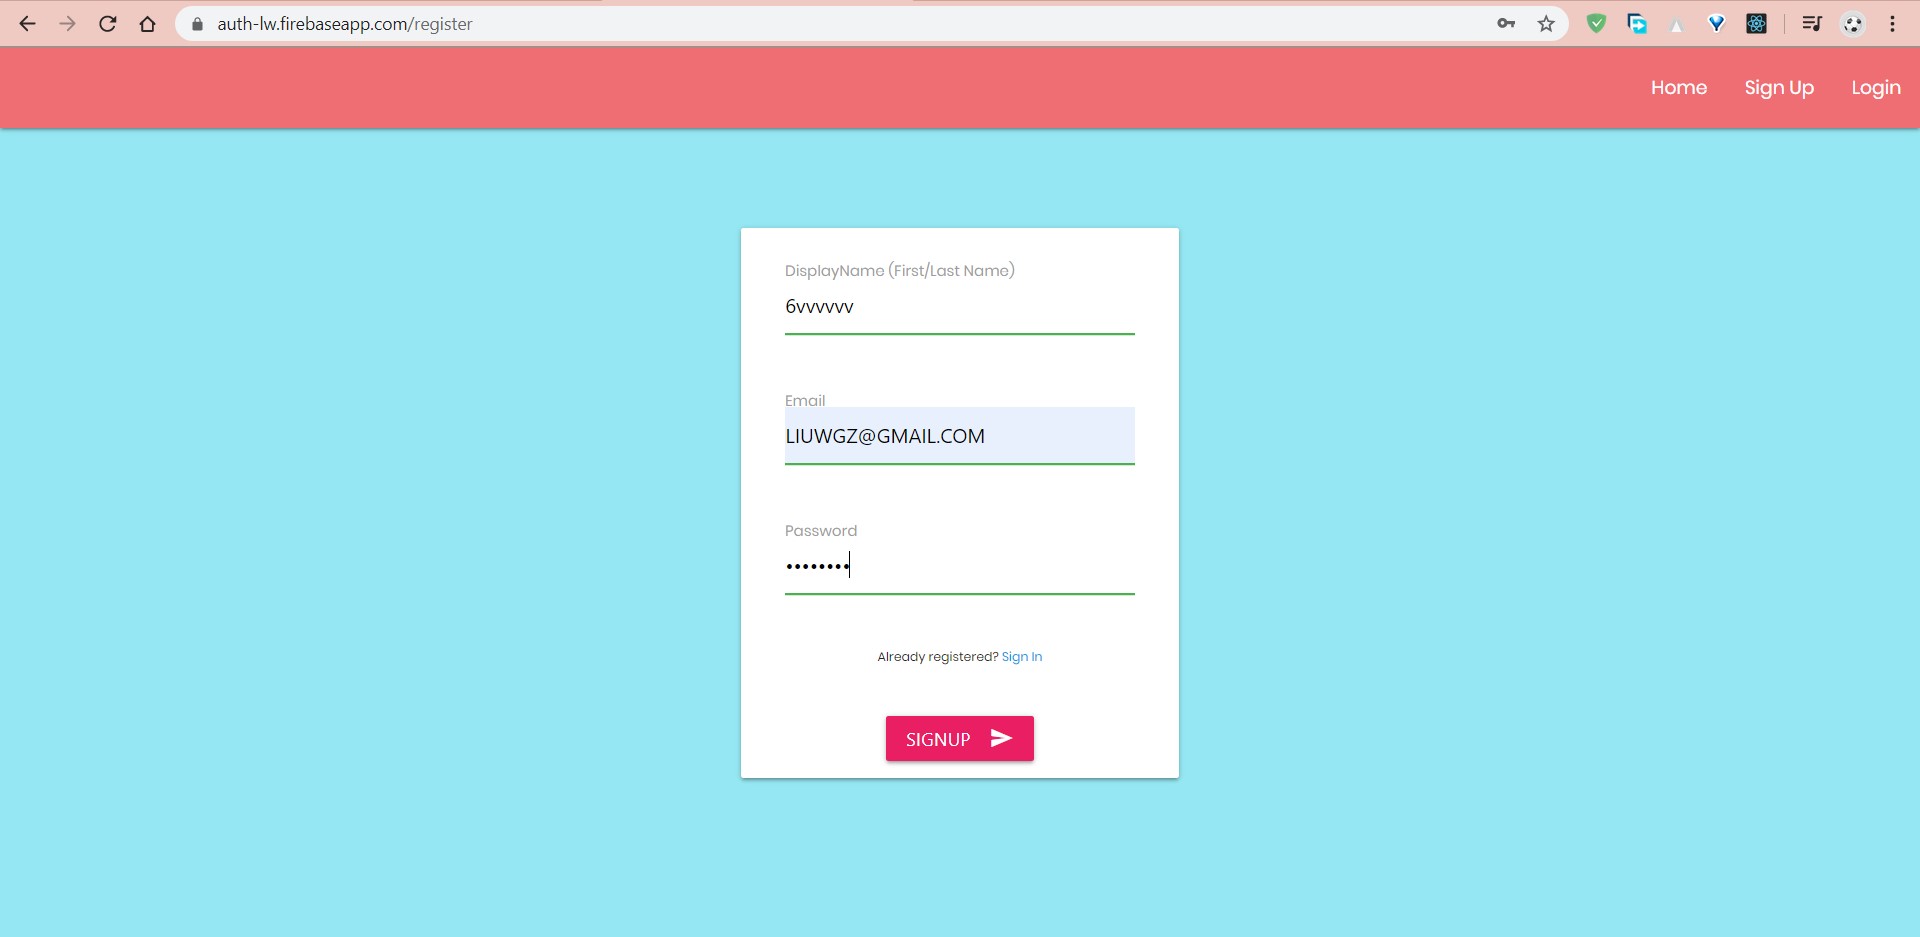 auth-lw.firebaseapp.com/register
Home Sign Up Login
DisplayName (First/Last Name)
6vvvvvv
Email
LIUWGZ@GMAIL.COM
Password
••••••••
Already registered? Sign In
SIGNUP